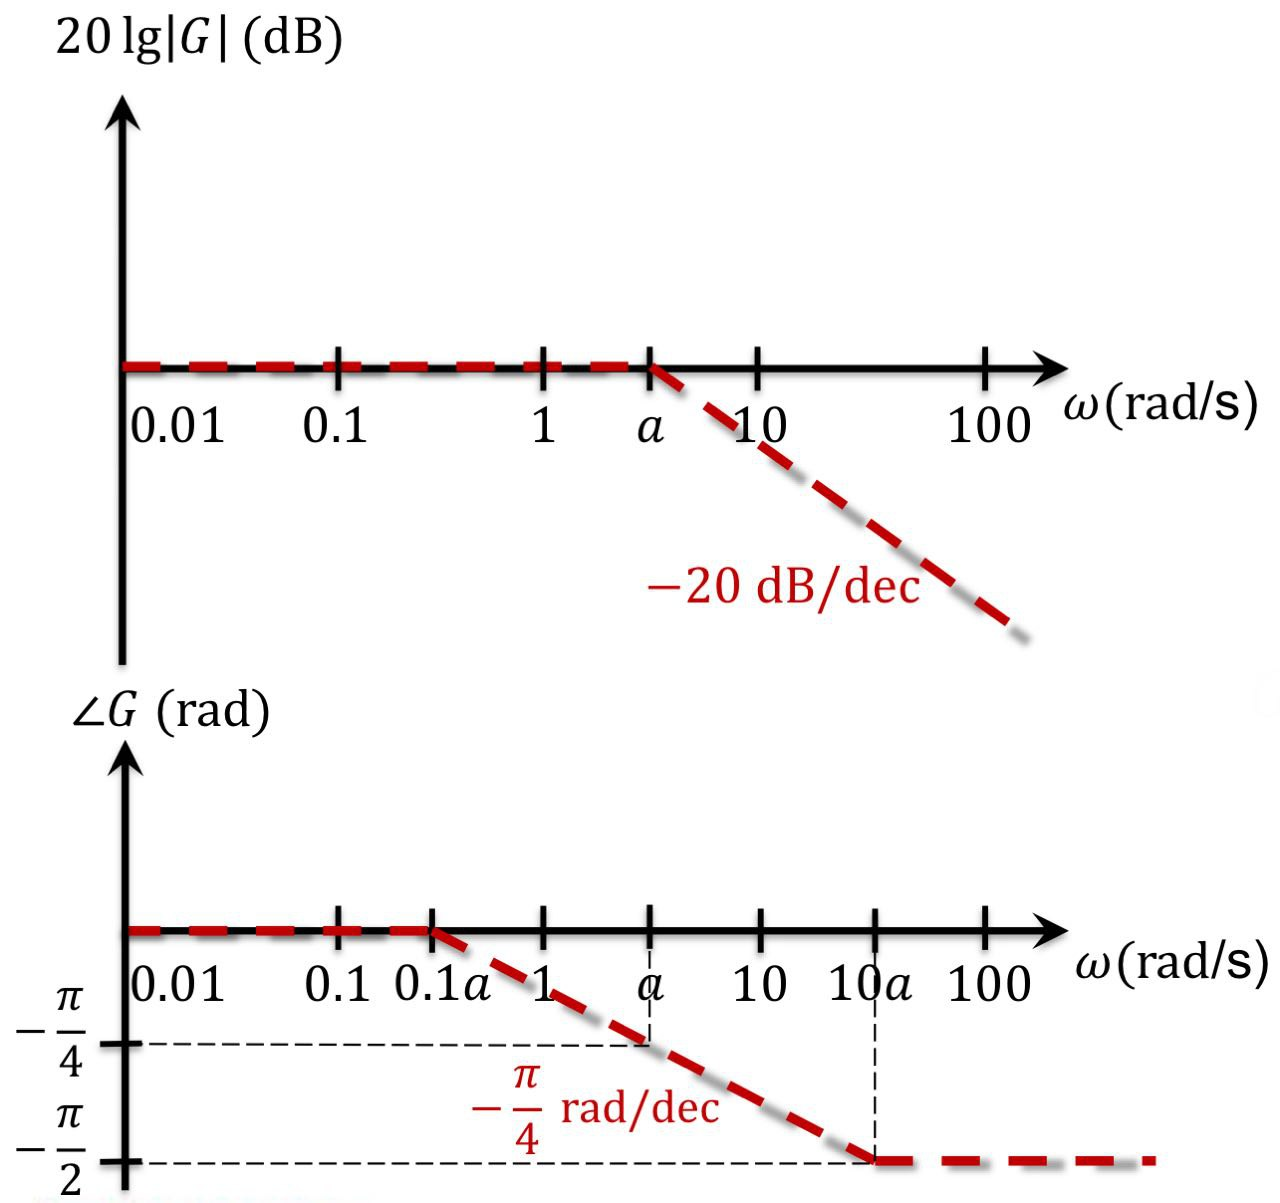 20 lg|G| (dB)
0.01 0.1 1 a 10 100 ω(rad/s)
−20 dB/dec
∠G (rad)
0.01 0.1 0.1a 1 a 10 10a 100 ω(rad/s)
−π/4
−π/4 rad/dec
−π/2